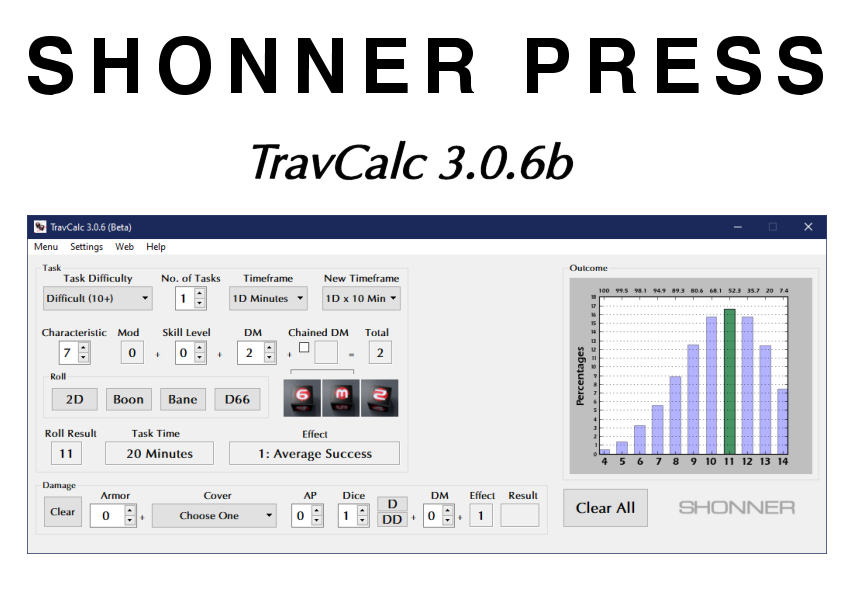 SHONNER PRESS
TravCalc 3.0.6b
TravCalc 3.0.6 (Beta)
Menu Settings Web Help
Task
Task Difficulty No. of Tasks Timeframe New Timeframe
Difficult (10+) 1 1D Minutes 1D x 10 Min
Characteristic Mod Skill Level DM Chained DM Total
7 0 + 0 + 2 + = 2
Roll
2D Boon Bane D66
6 m 2
Roll Result Task Time Effect
11 20 Minutes 1: Average Success
Damage
Armor Cover AP Dice DM Effect Result
Clear 0 + Choose One 0 1 D DD + 0 + 1
Outcome
100 99.5 98.1 94.9 89.3 80.6 68.1 52.3 35.7 20 7.4
18
17
16
15
14
13
12
11
10
9
8
7
6
5
4
3
2
1
0
Percentages
4 5 6 7 8 9 10 11 12 13 14
Clear All SHONNER